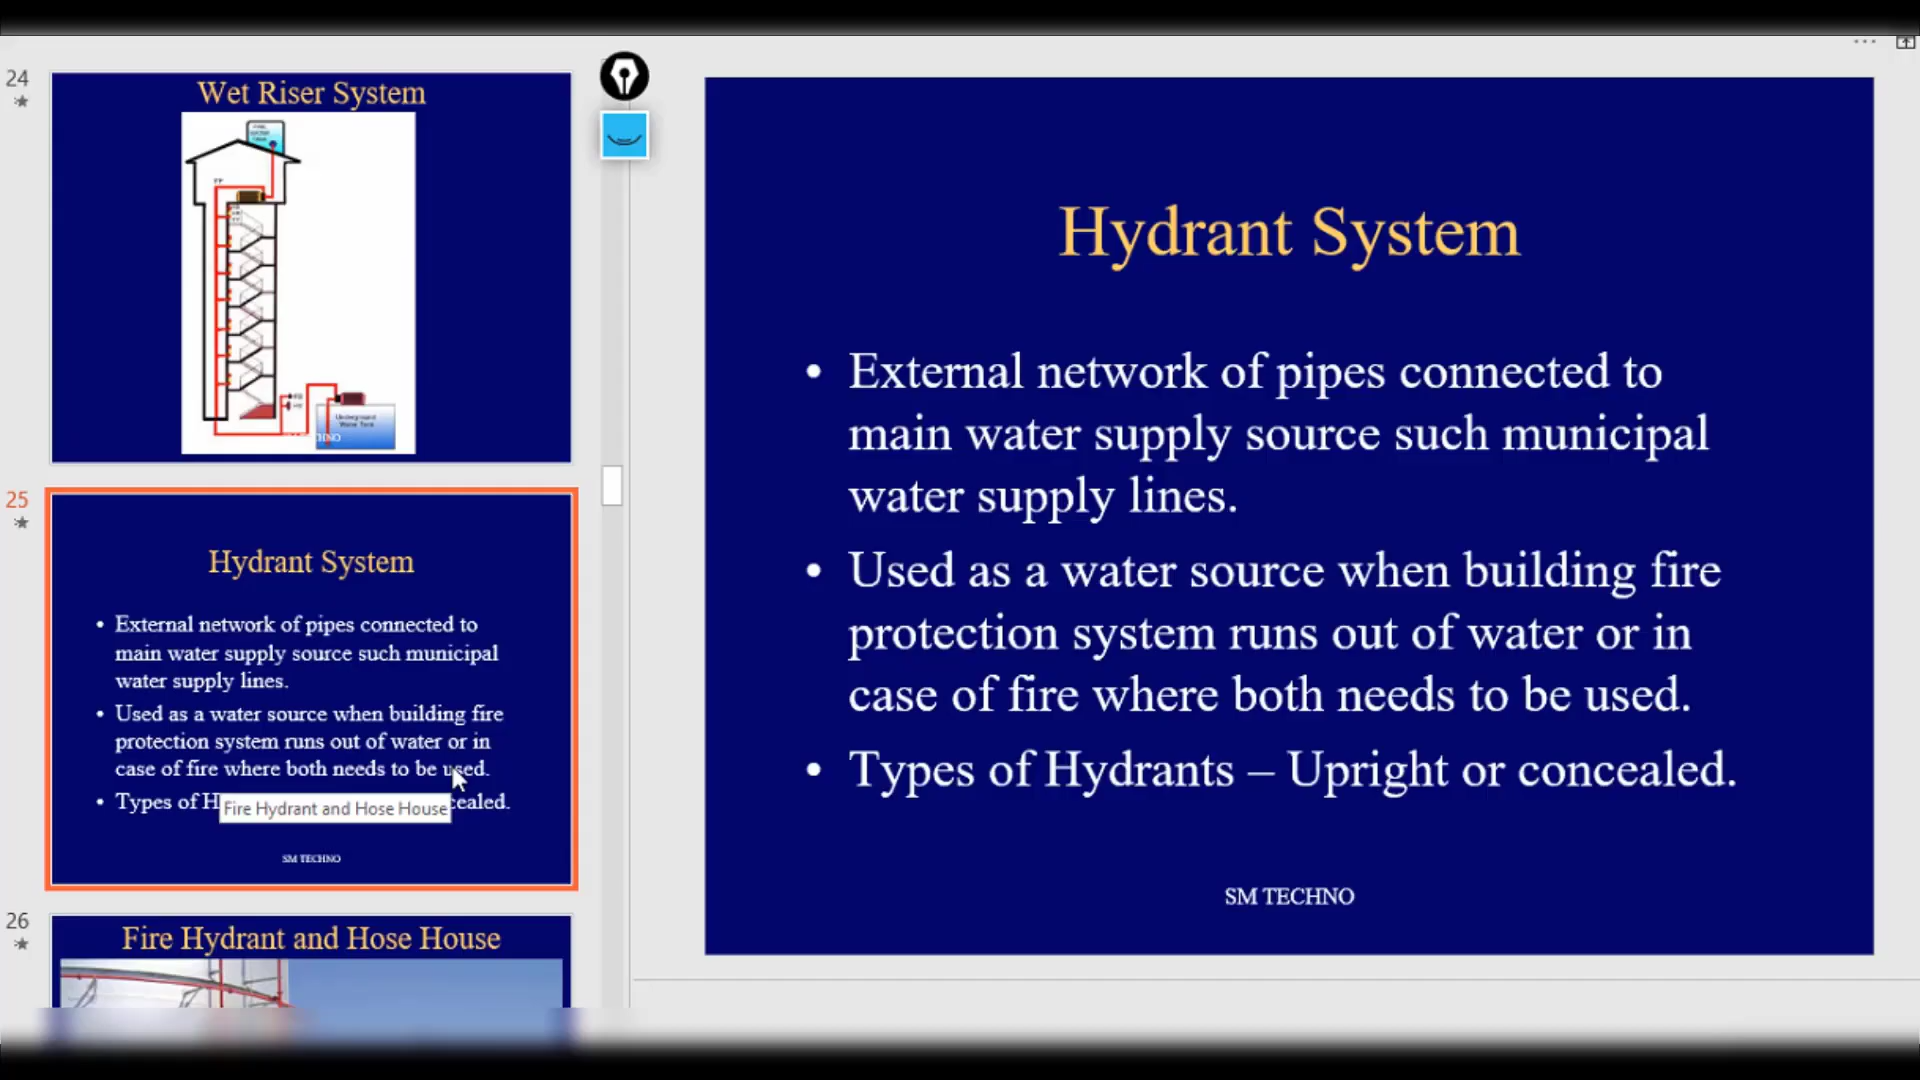 24
Wet Riser System
Underground
Water Tank
25
Hydrant System
• External network of pipes connected to
main water supply source such municipal
water supply lines.
• Used as a water source when building fire
protection system runs out of water or in
case of fire where both needs to be used.
• Types of H
cealed.
Fire Hydrant and Hose House
SM TECHNO
26
Fire Hydrant and Hose House
Hydrant System
• External network of pipes connected to
main water supply source such municipal
water supply lines.
• Used as a water source when building fire
protection system runs out of water or in
case of fire where both needs to be used.
• Types of Hydrants – Upright or concealed.
SM TECHNO